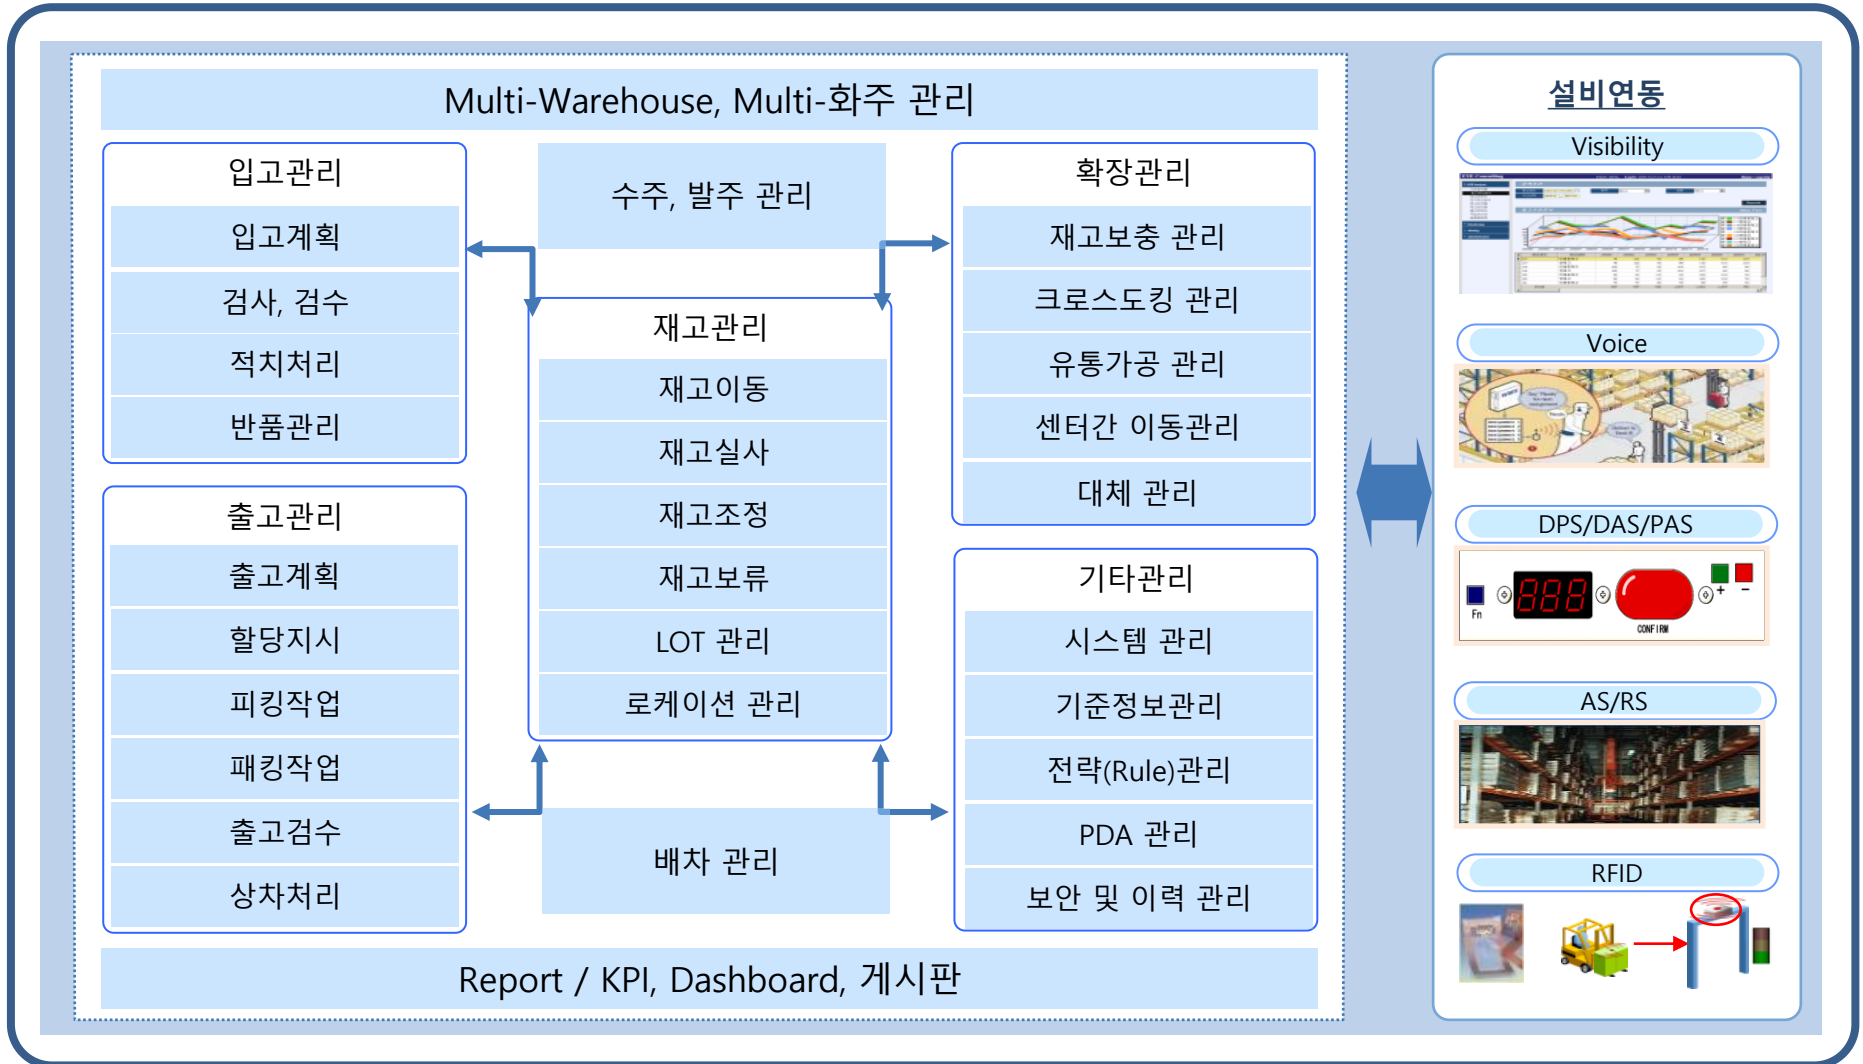 Multi-Warehouse, Multi-화주 관리
입고관리
입고계획
검사, 검수
적치처리
반품관리
출고관리
출고계획
할당지시
피킹작업
패킹작업
출고검수
상차처리
수주, 발주 관리
재고관리
재고이동
재고실사
재고조정
재고보류
LOT 관리
로케이션 관리
배차 관리
확장관리
재고보충 관리
크로스도킹 관리
유통가공 관리
센터간 이동관리
대체 관리
기타관리
시스템 관리
기준정보관리
전략(Rule)관리
PDA 관리
보안 및 이력 관리
Report / KPI, Dashboard, 게시판
설비연동
Visibility
Voice
DPS/DAS/PAS
Fn
888
CONFIRM
+
−
AS/RS
RFID